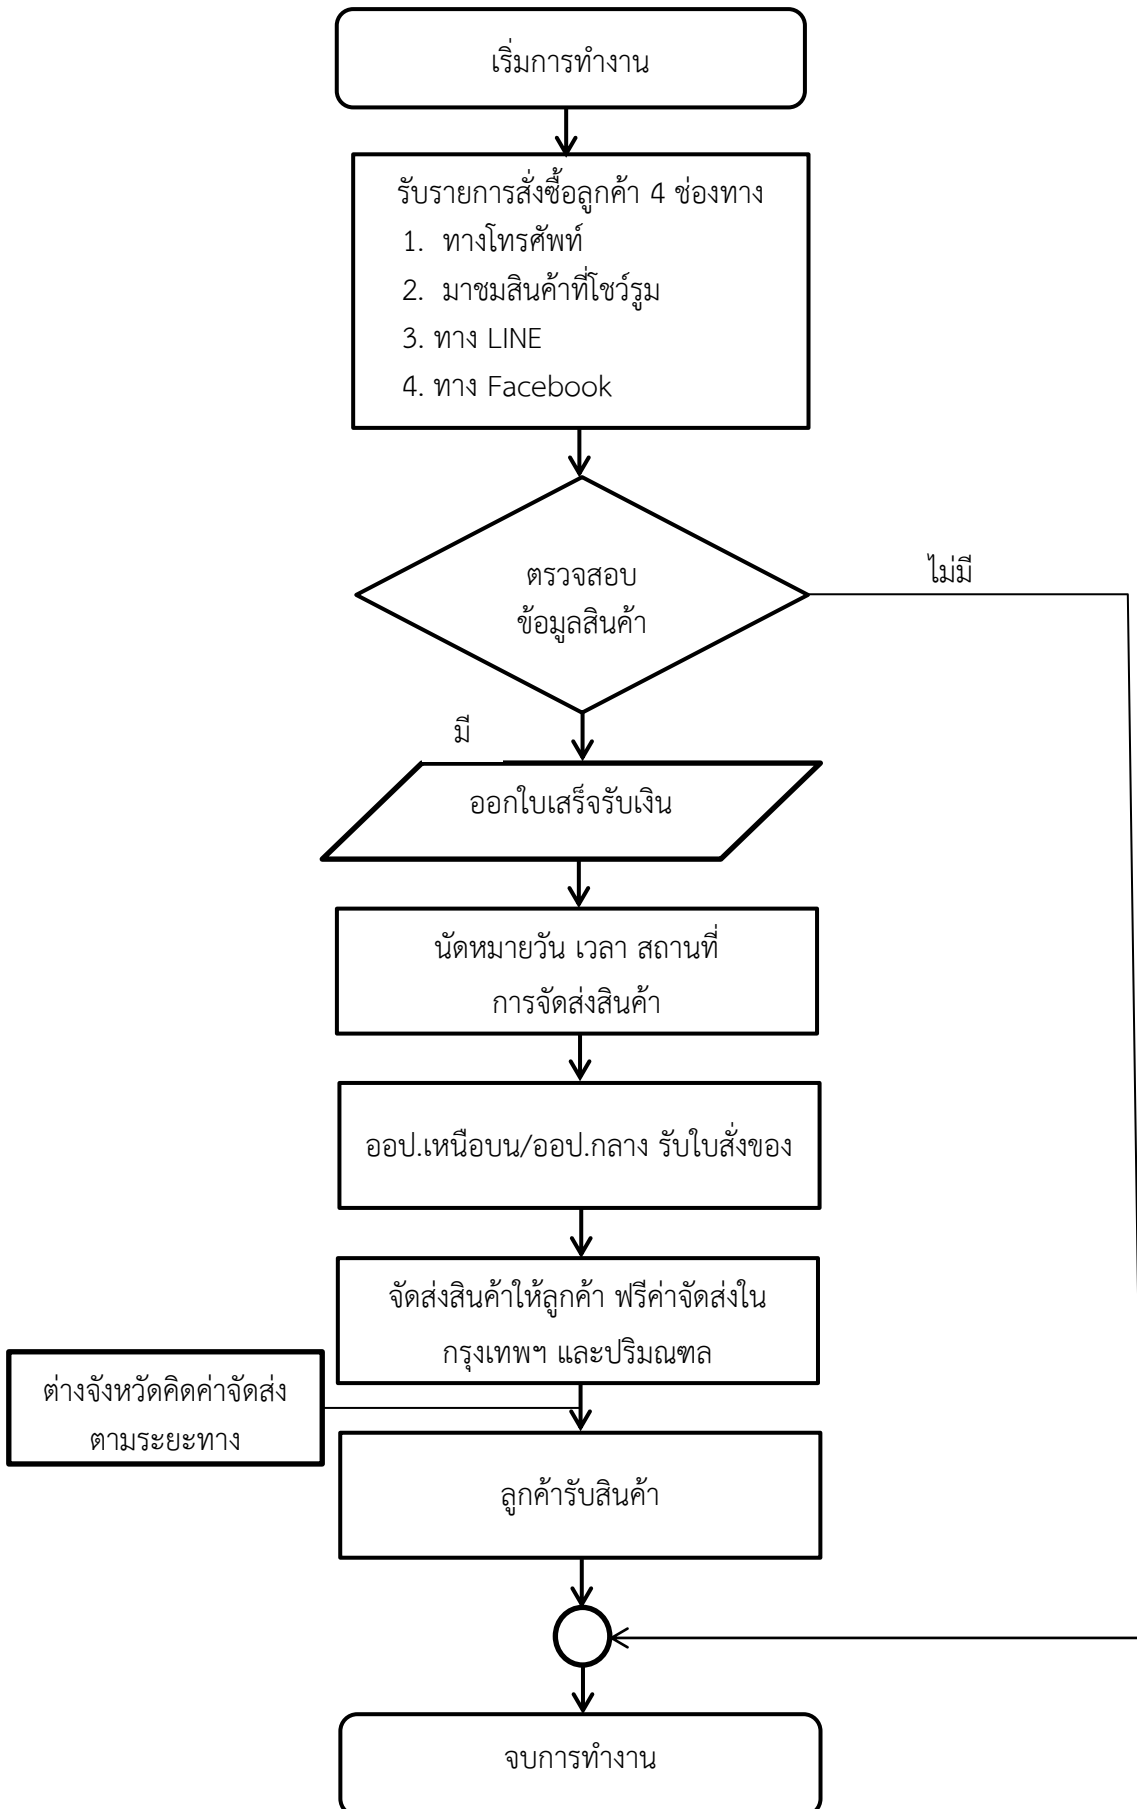 เริ่มการทำงาน
รับรายการสั่งซื้อลูกค้า 4 ช่องทาง
1. ทางโทรศัพท์
2. มาชมสินค้าที่โชว์รูม
3. ทาง LINE
4. ทาง Facebook
ตรวจสอบ
ข้อมูลสินค้า
ไม่มี
มี
ออกใบเสร็จรับเงิน
นัดหมายวัน เวลา สถานที่
การจัดส่งสินค้า
ออป.เหนือบน/ออป.กลาง รับใบสั่งของ
จัดส่งสินค้าให้ลูกค้า ฟรีค่าจัดส่งใน
กรุงเทพฯ และปริมณฑล
ต่างจังหวัดคิดค่าจัดส่ง
ตามระยะทาง
ลูกค้ารับสินค้า
จบการทำงาน